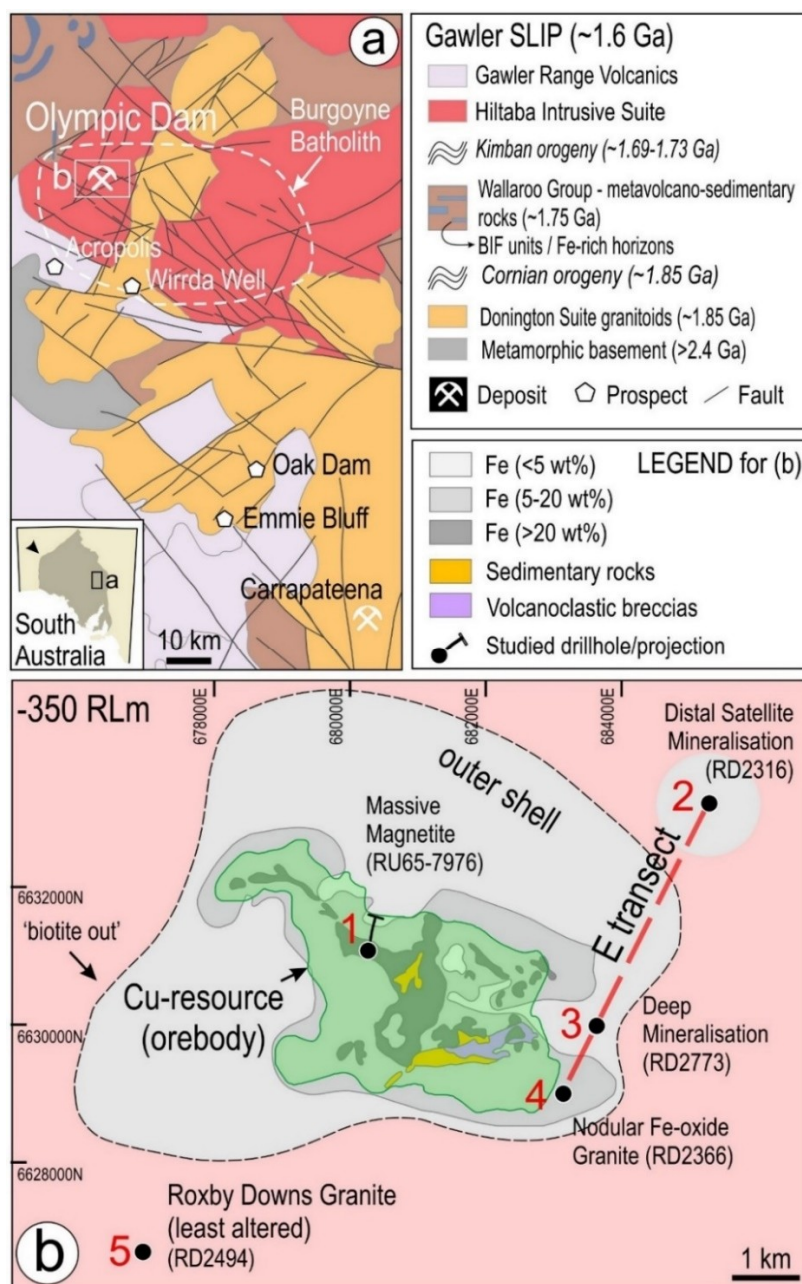 a
Olympic Dam
Burgoyne
Batholith
b
Acropolis
Wirrda Well
Oak Dam
Emmie Bluff
Carrapateena
a
South
Australia
10 km
Gawler SLIP (~1.6 Ga)
Gawler Range Volcanics
Hiltaba Intrusive Suite
Kimban orogeny (~1.69-1.73 Ga)
Wallaroo Group - metavolcano-sedimentary
rocks (~1.75 Ga)
BIF units / Fe-rich horizons
Cornian orogeny (~1.85 Ga)
Donington Suite granitoids (~1.85 Ga)
Metamorphic basement (>2.4 Ga)
Deposit
Prospect
Fault
LEGEND for (b)
Fe (<5 wt%)
Fe (5-20 wt%)
Fe (>20 wt%)
Sedimentary rocks
Volcanoclastic breccias
Studied drillhole/projection
-350 RLm
678000E
680000E
682000E
684000E
Distal Satellite
Mineralisation
(RD2316)
2
outer shell
Massive
Magnetite
(RU65-7976)
E transect
6632000N
'biotite out'
1
Cu-resource
(orebody)
6630000N
3
Deep
Mineralisation
(RD2773)
4
Nodular Fe-oxide
Granite (RD2366)
6628000N
Roxby Downs Granite
(least altered)
5
(RD2494)
b
1 km